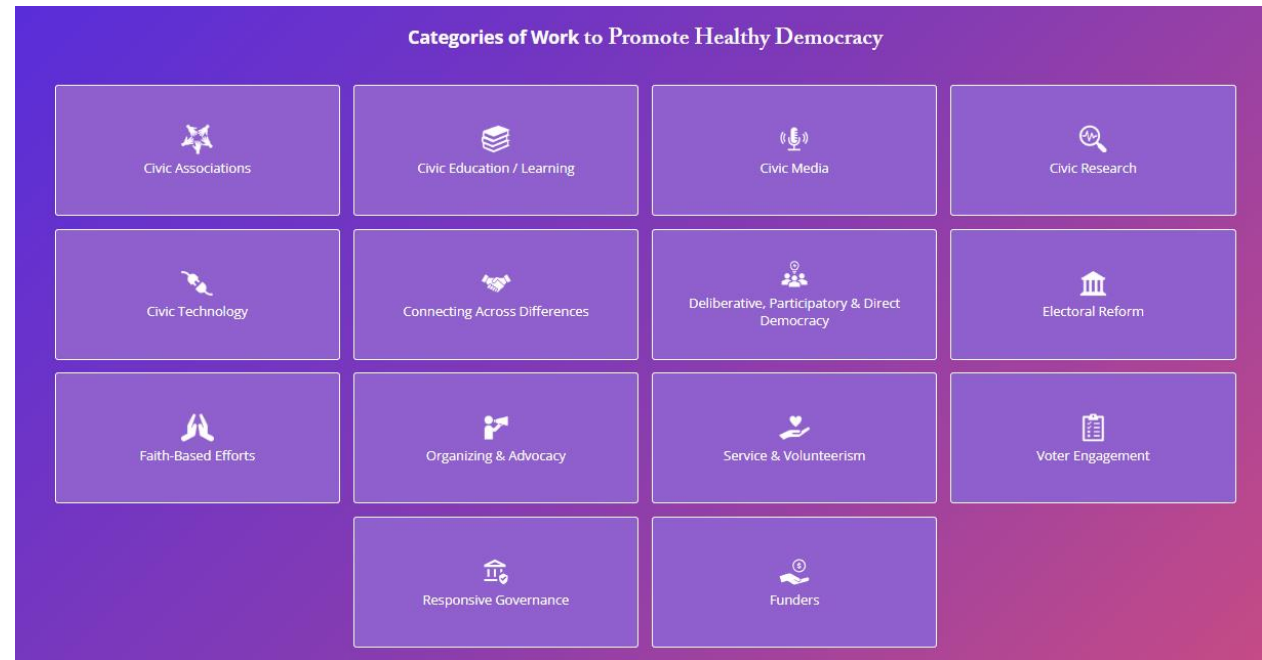 Categories of Work to Promote Healthy Democracy
Civic Associations
Civic Education / Learning
Civic Media
Civic Research
Civic Technology
Connecting Across Differences
Deliberative, Participatory & Direct
Democracy
Electoral Reform
Faith-Based Efforts
Organizing & Advocacy
Service & Volunteerism
Voter Engagement
Responsive Governance
Funders